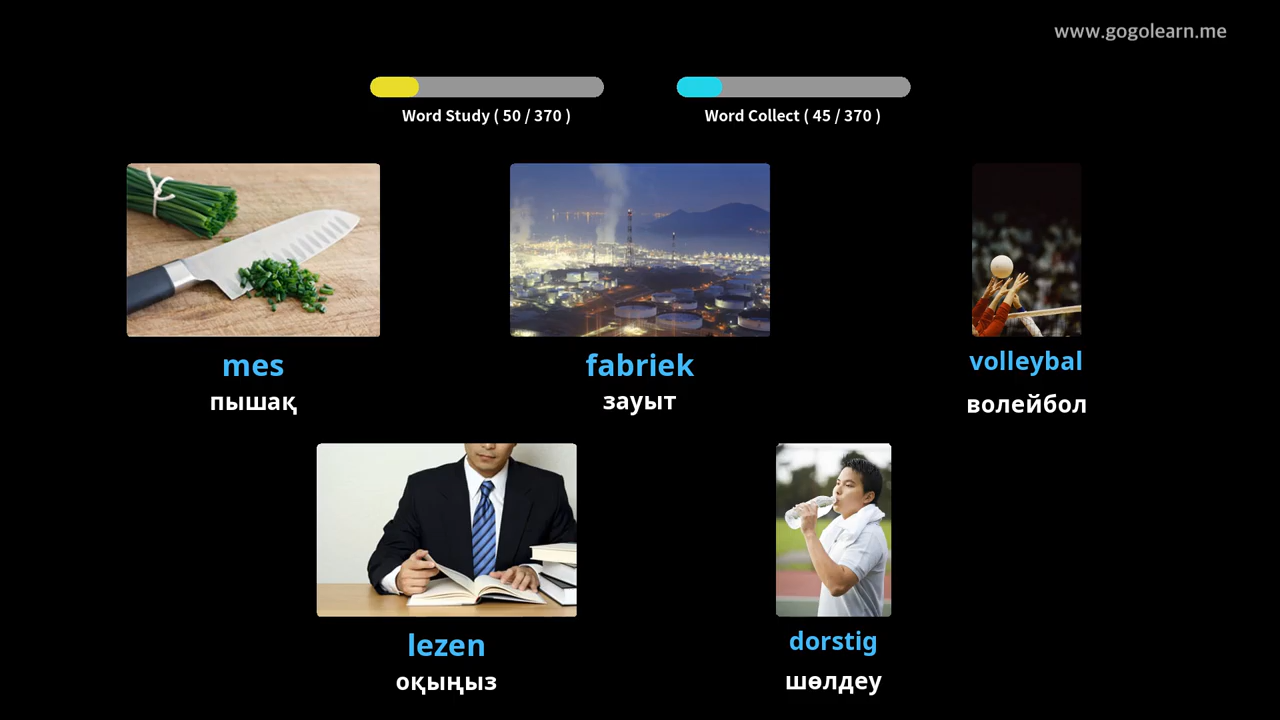 www.gogolearn.me
Word Study ( 50 / 370 )
Word Collect ( 45 / 370 )
mes
пышақ
fabriek
зауыт
volleybal
волейбол
lezen
оқыңыз
dorstig
шөлдеу